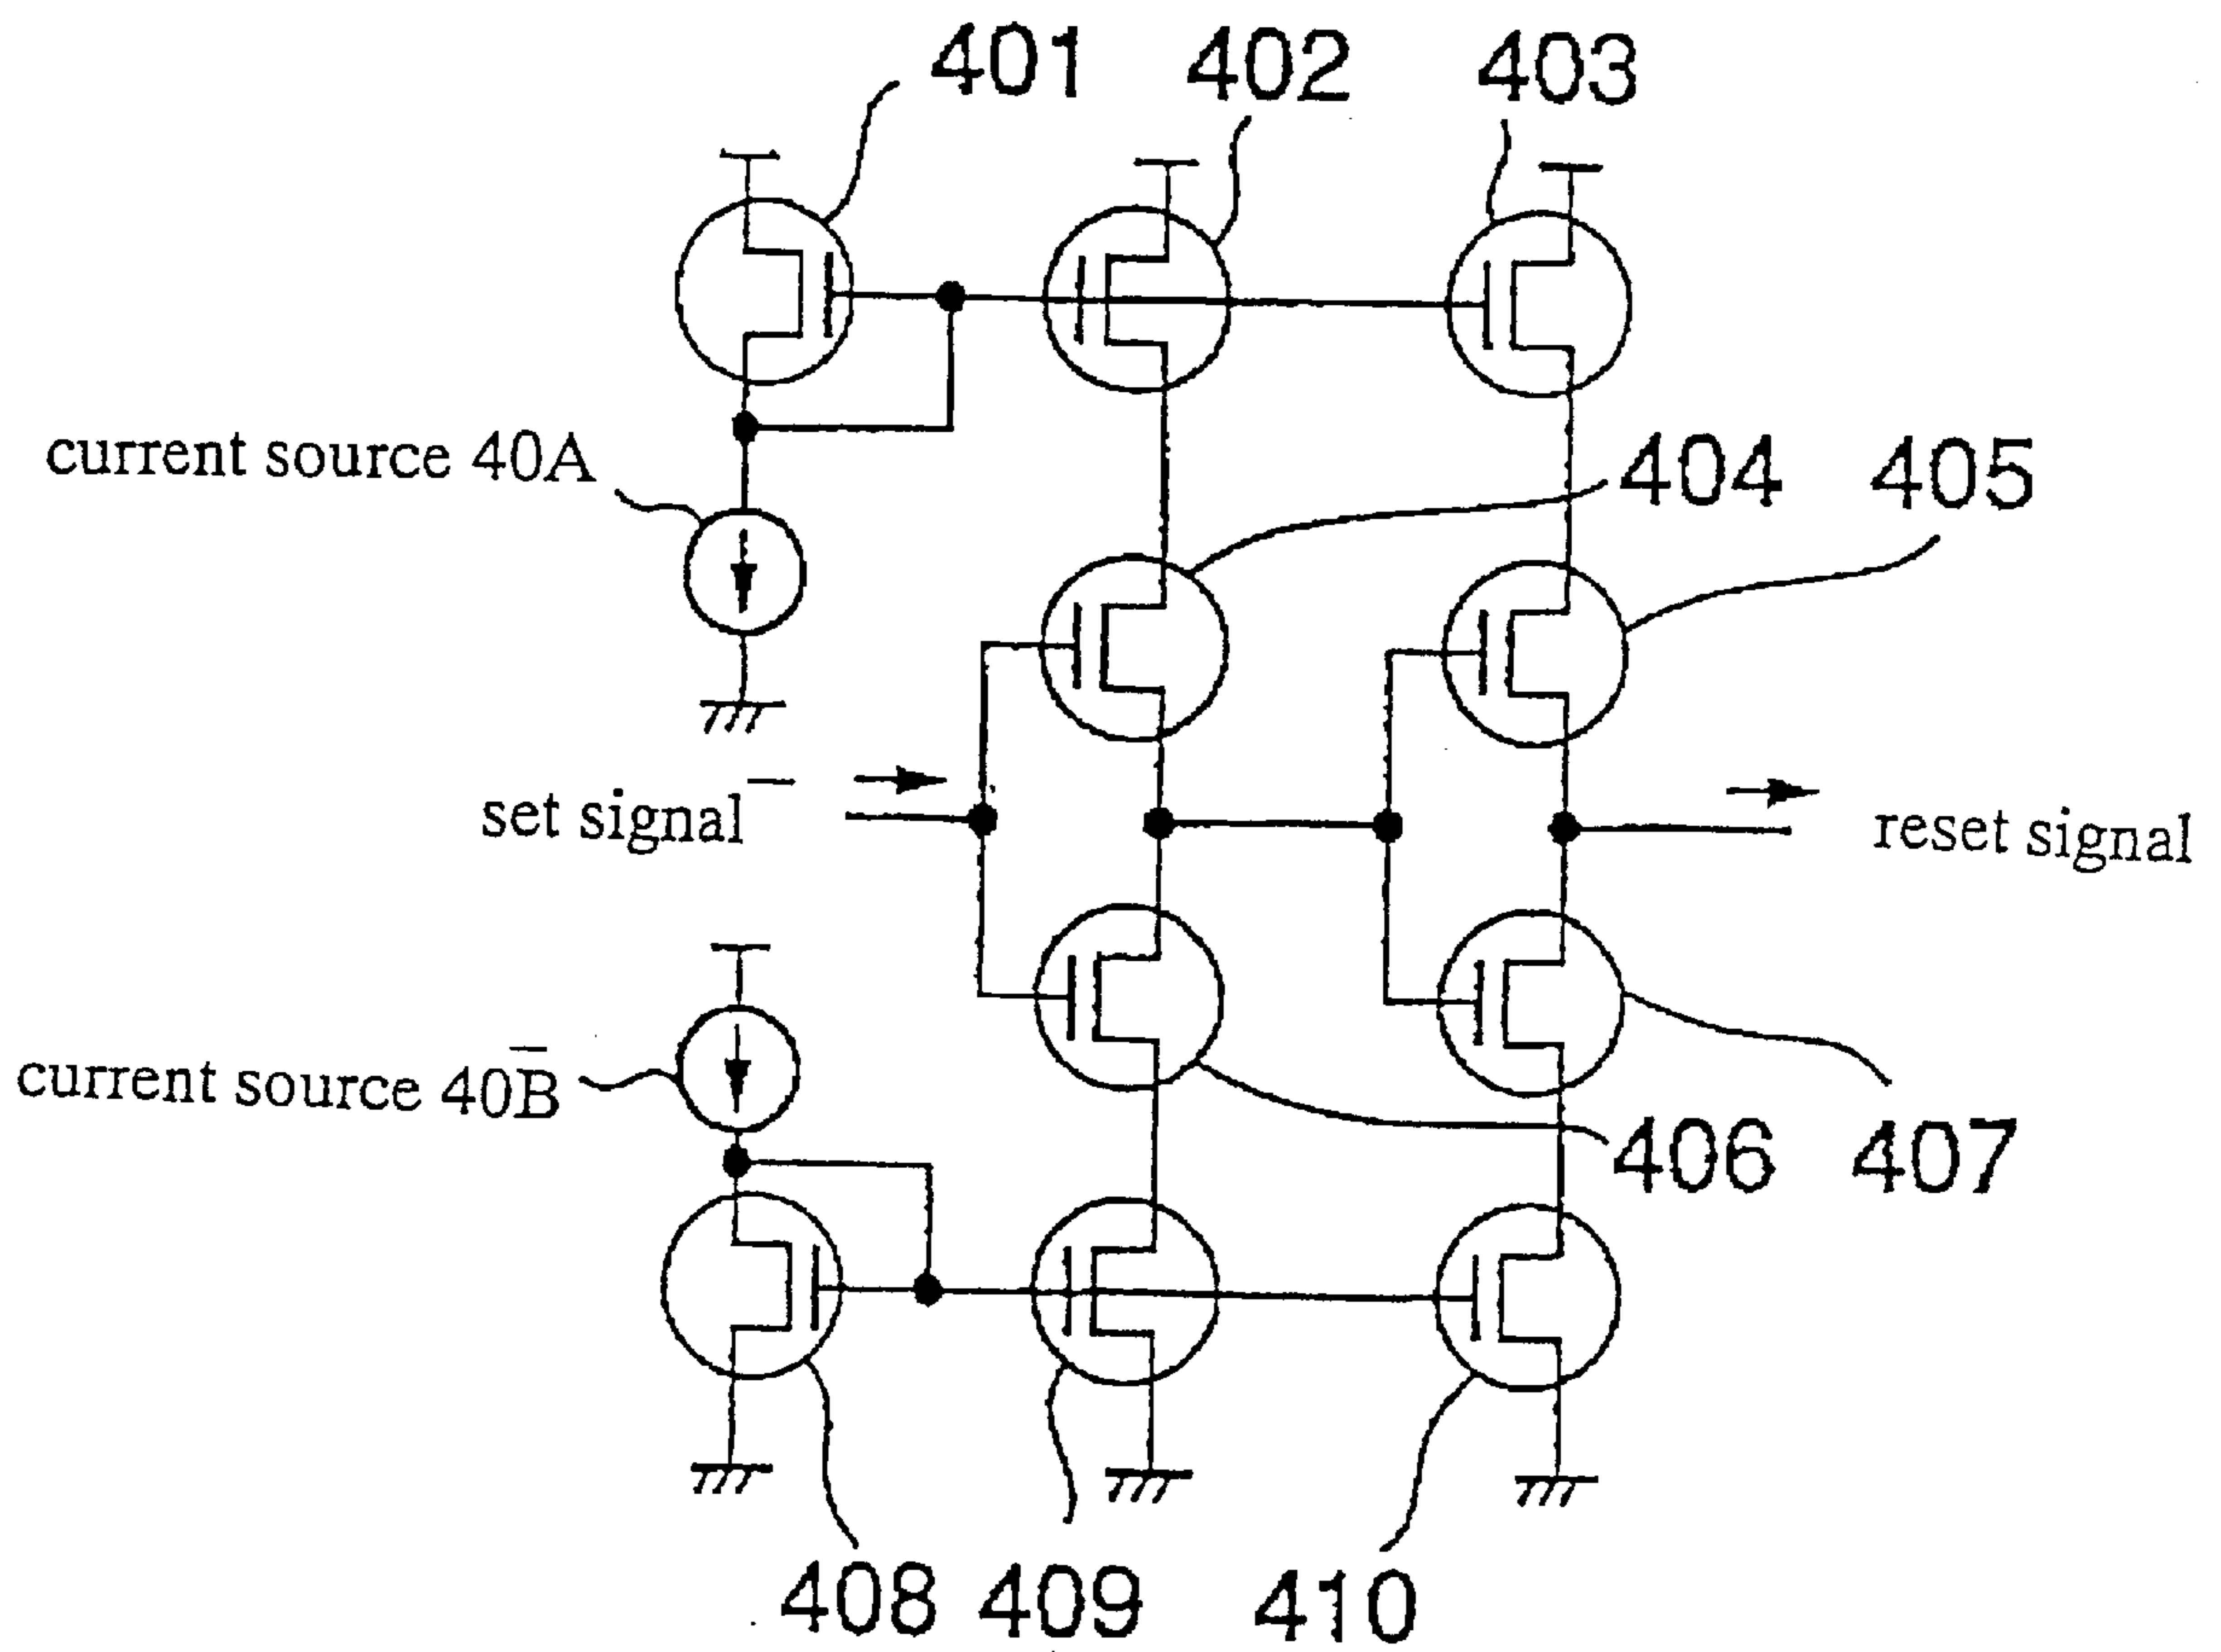 401 402 403
current source 40A
404 405
set signal
reset signal
current source 40B
406 407
408 409 410